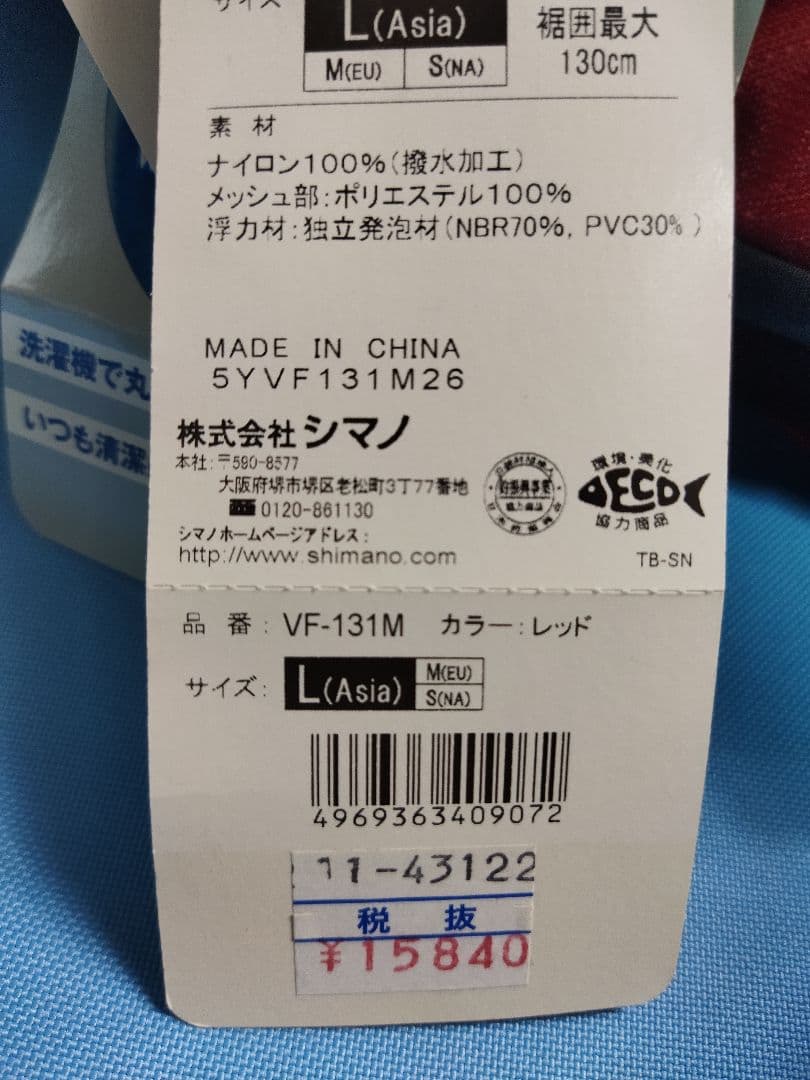 サイズ
L(Asia)
M(EU) S(NA)
裾囲最大
130cm
素 材
ナイロン100%(撥水加工)
メッシュ部:ポリエステル100%
浮力材:独立発泡材(NBR70%, PVC30%)
洗濯機で丸
いつも清潔
MADE IN CHINA
5YVF131M26
株式会社 シマノ
本社:〒590-8577
大阪府堺市堺区老松町3丁77番地
0120-861130
シマノホームページアドレス:
http://www.shimano.com
環境・美化
ECO
協力商品
TB-SN
品 番: VF-131M カラー:レッド
サイズ: L(Asia) M(EU) S(NA)
4969363409072
11-43122
税 抜
¥15840